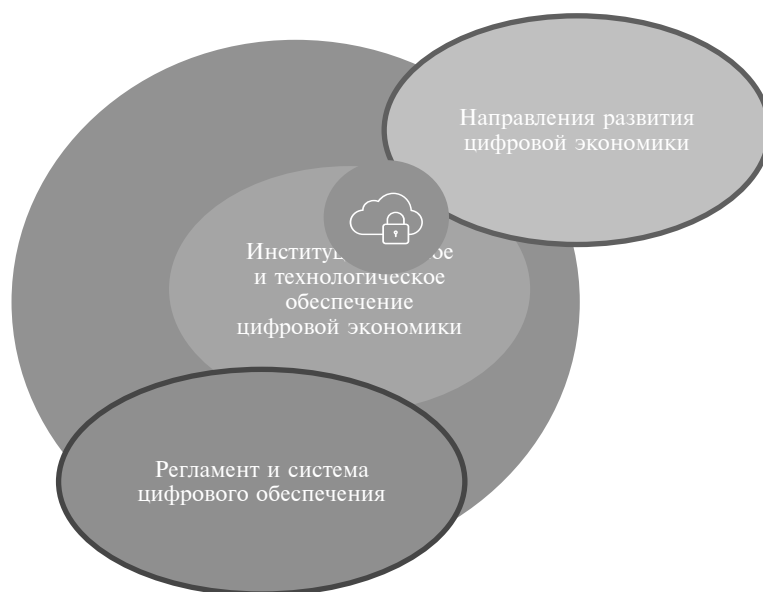 Направления развития
цифровой экономики
и технологическое
обеспечение
цифровой экономики
Регламент и система
цифрового обеспечения